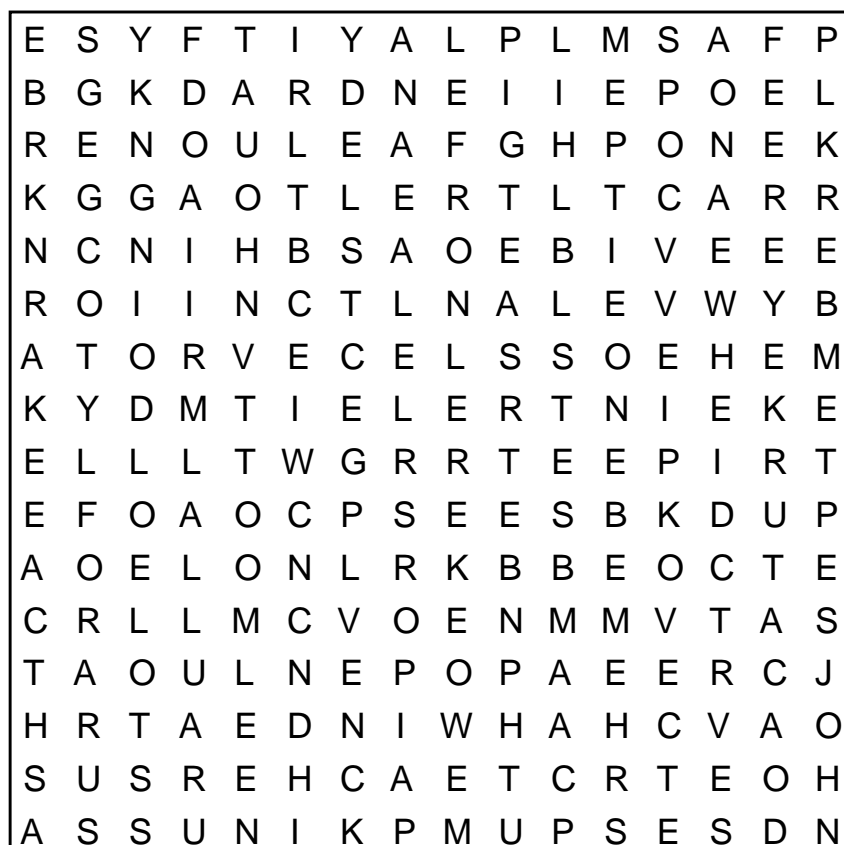 E S Y F T I Y A L P L M S A F P
B G K D A R D N E I I E P O E L
R E N O U L E A F G H P O N E K
K G G A O T L E R T L T C A R R
N C N I H B S A O E B I V E E E
R O I I N C T L N A L E V W Y B
A T O R V E C E L S S O E H E M
K Y D M T I E L E R T N I E K E
E L L L T W G R R T E E P I R T
E F O A O C P S E E S B K D U P
A O E L O N L R K B B E O C T E
C R L L M C V O E N M M V T A S
T A O U L N E P O P A E E R C J
H R T A E D N I W H A H C V A O
S U S R E H C A E T C R T E O H
A S S U N I K P M U P S E S D N